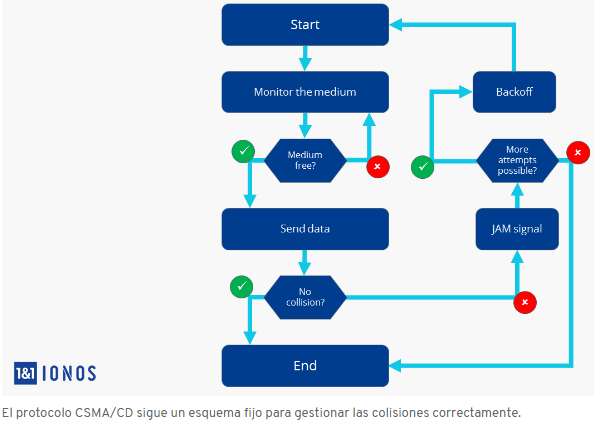 Start
Monitor the medium
Backoff
Medium
free?
More
attempts
possible?
Send data
JAM signal
No
collision?
End
1&1 IONOS
El protocolo CSMA/CD sigue un esquema fijo para gestionar las colisiones correctamente.